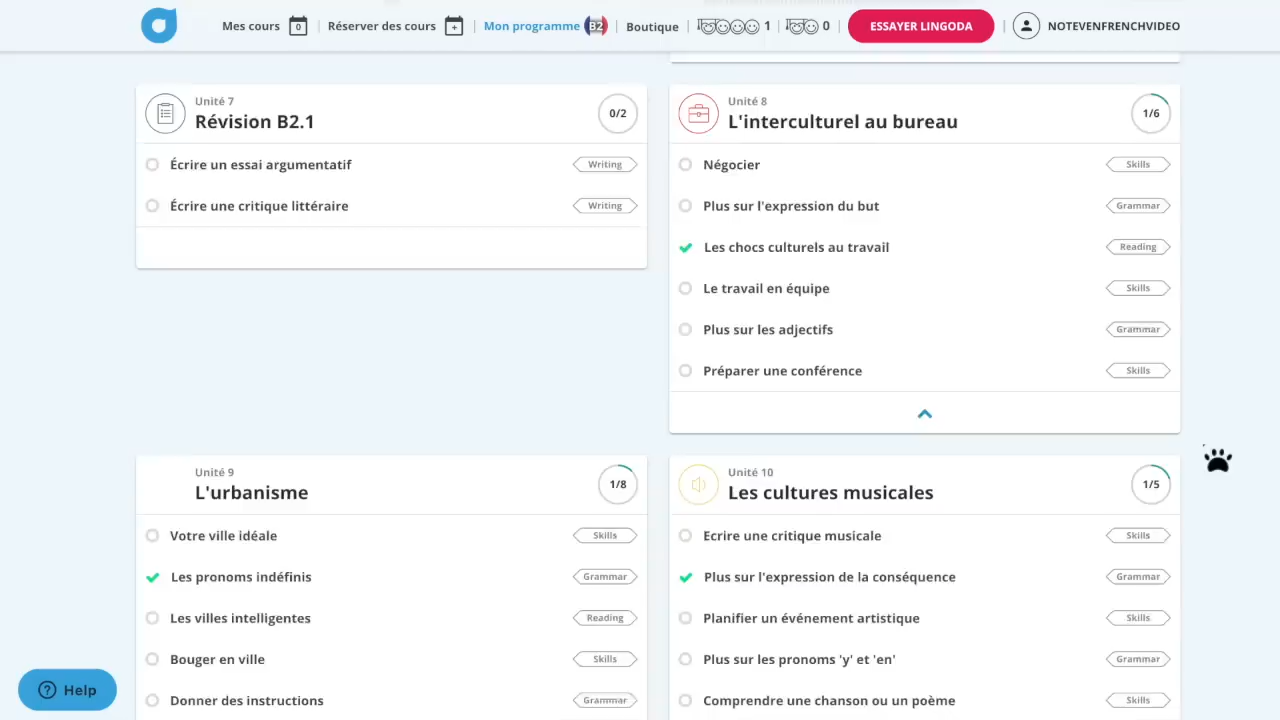 Mes cours 0 Réserver des cours + Mon programme B2 Boutique 1 0 ESSAYER LINGODA NOTEVENFRENCHVIDEO
Unité 7
Révision B2.1
0/2
Écrire un essai argumentatif Writing
Écrire une critique littéraire Writing
Unité 8
L'interculturel au bureau
1/6
Négocier Skills
Plus sur l'expression du but Grammar
Les chocs culturels au travail Reading
Le travail en équipe Skills
Plus sur les adjectifs Grammar
Préparer une conférence Skills
Unité 9
L'urbanisme
1/8
Votre ville idéale Skills
Les pronoms indéfinis Grammar
Les villes intelligentes Reading
Bouger en ville Skills
Donner des instructions Grammar
Unité 10
Les cultures musicales
1/5
Ecrire une critique musicale Skills
Plus sur l'expression de la conséquence Grammar
Planifier un événement artistique Skills
Plus sur les pronoms 'y' et 'en' Grammar
Comprendre une chanson ou un poème Skills
? Help